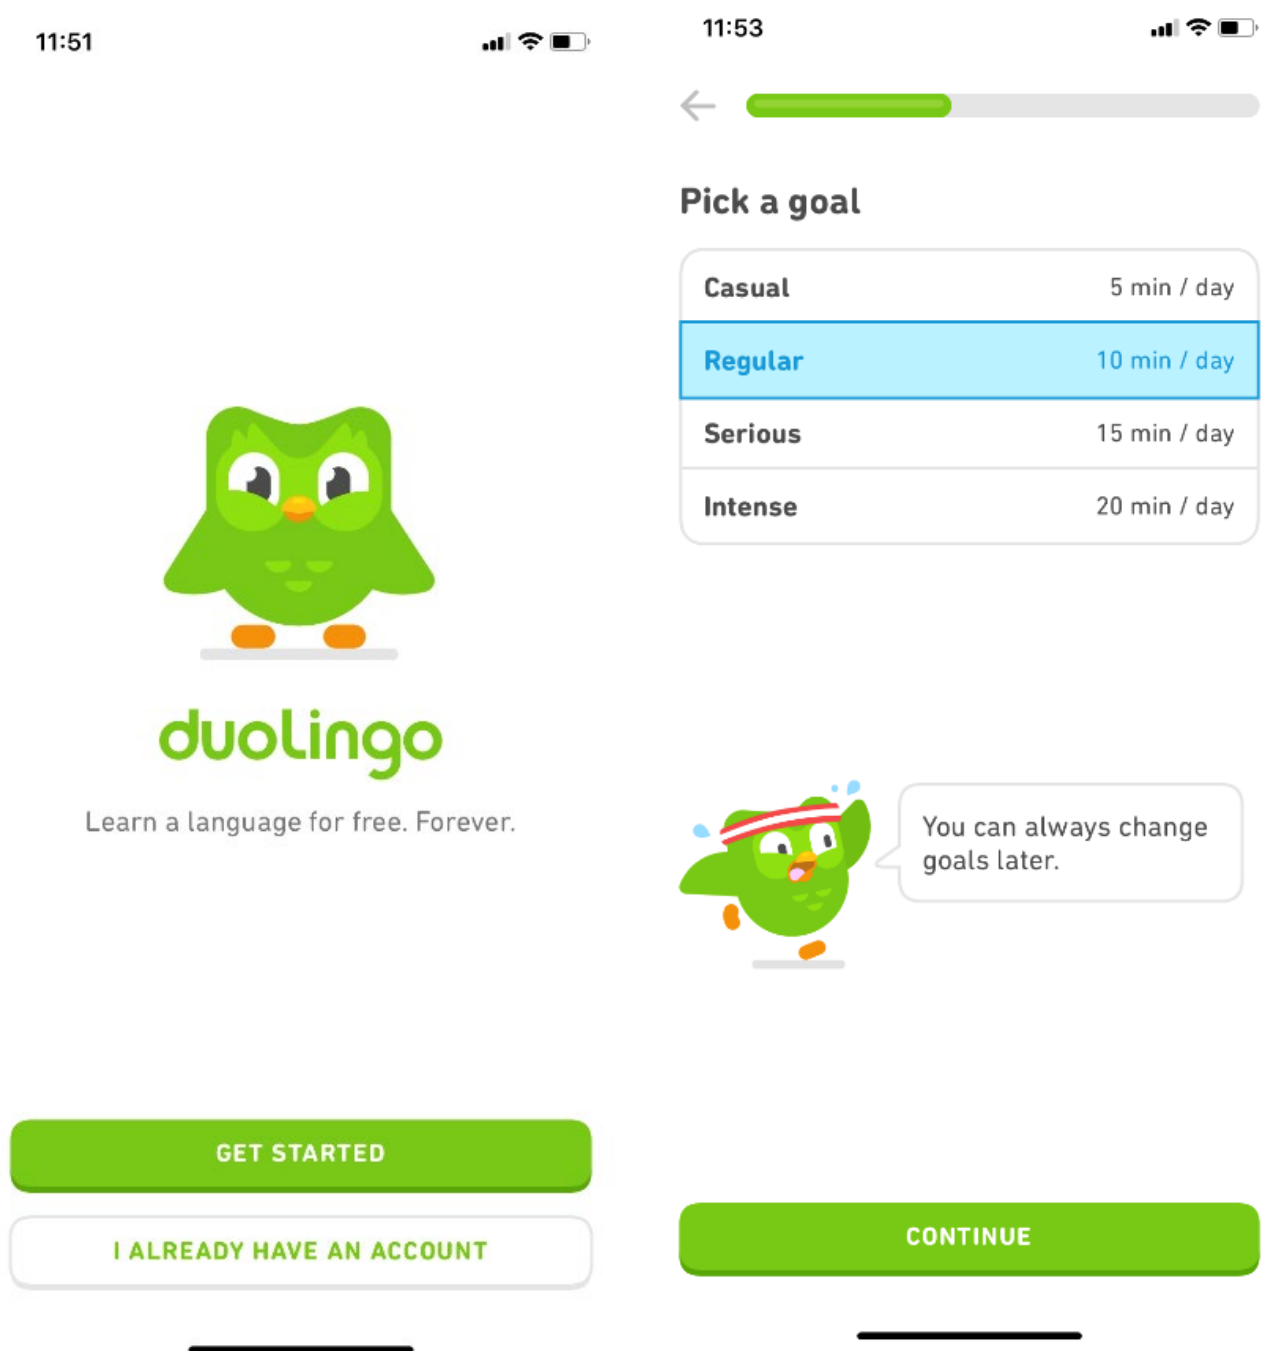 11:51
duolingo
Learn a language for free. Forever.
GET STARTED
I ALREADY HAVE AN ACCOUNT
11:53
Pick a goal
Casual 5 min / day
Regular 10 min / day
Serious 15 min / day
Intense 20 min / day
You can always change
goals later.
CONTINUE